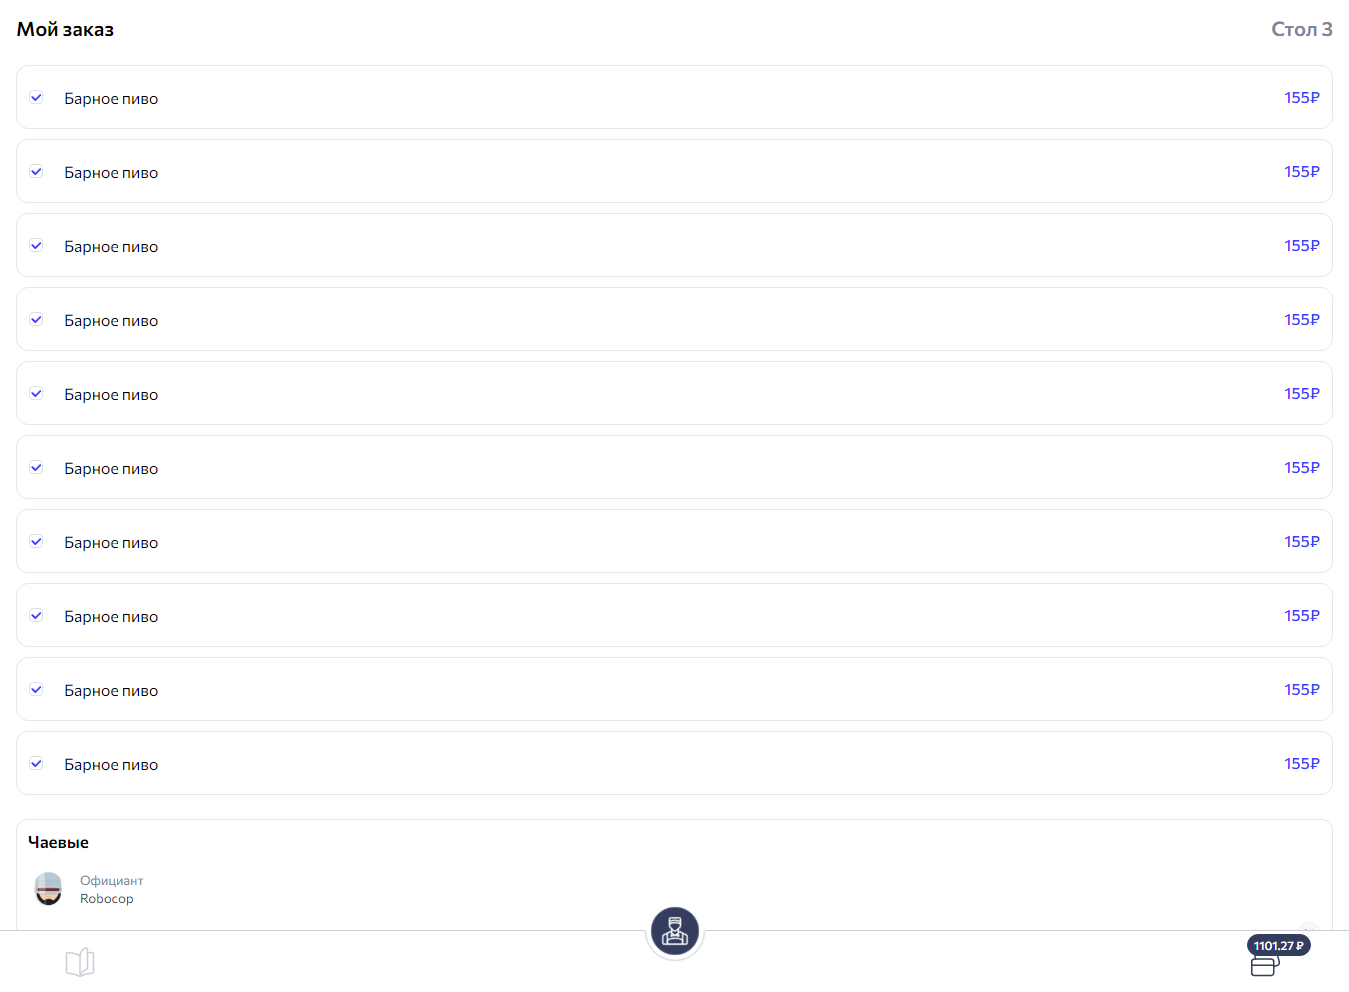 Мой заказ
Стол 3
Барное пиво 155₽
Барное пиво 155₽
Барное пиво 155₽
Барное пиво 155₽
Барное пиво 155₽
Барное пиво 155₽
Барное пиво 155₽
Барное пиво 155₽
Барное пиво 155₽
Барное пиво 155₽
Чаевые
Официант
Robocop
1101.27 ₽